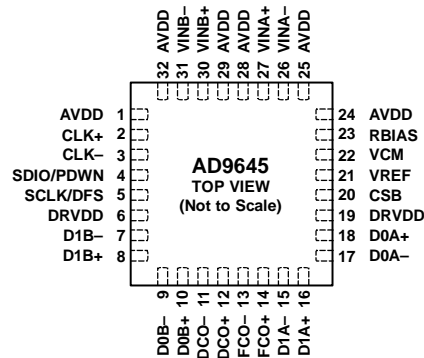 32 AVDD
31 VINB–
30 VINB+
29 AVDD
28 AVDD
27 VINA+
26 VINA–
25 AVDD
AVDD 1
CLK+ 2
CLK– 3
SDIO/PDWN 4
SCLK/DFS 5
DRVDD 6
D1B– 7
D1B+ 8
AD9645
TOP VIEW
(Not to Scale)
24 AVDD
23 RBIAS
22 VCM
21 VREF
20 CSB
19 DRVDD
18 D0A+
17 D0A–
D0B– 9
D0B+ 10
DCO– 11
DCO+ 12
FCO– 13
FCO+ 14
D1A– 15
D1A+ 16